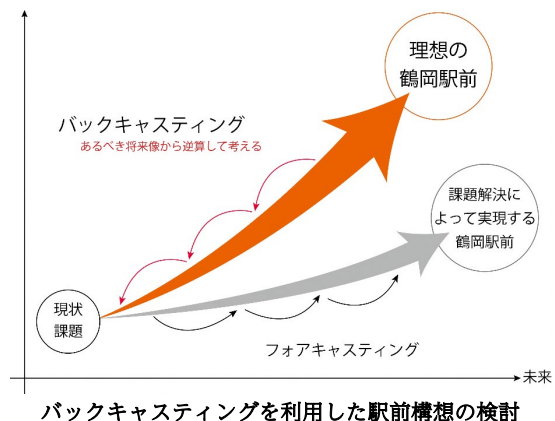 理想の
鶴岡駅前
バックキャスティング
あるべき将来像から逆算して考える
課題解決に
よって実現する
鶴岡駅前
現状
課題
フォアキャスティング
未来
バックキャスティングを利用した駅前構想の検討